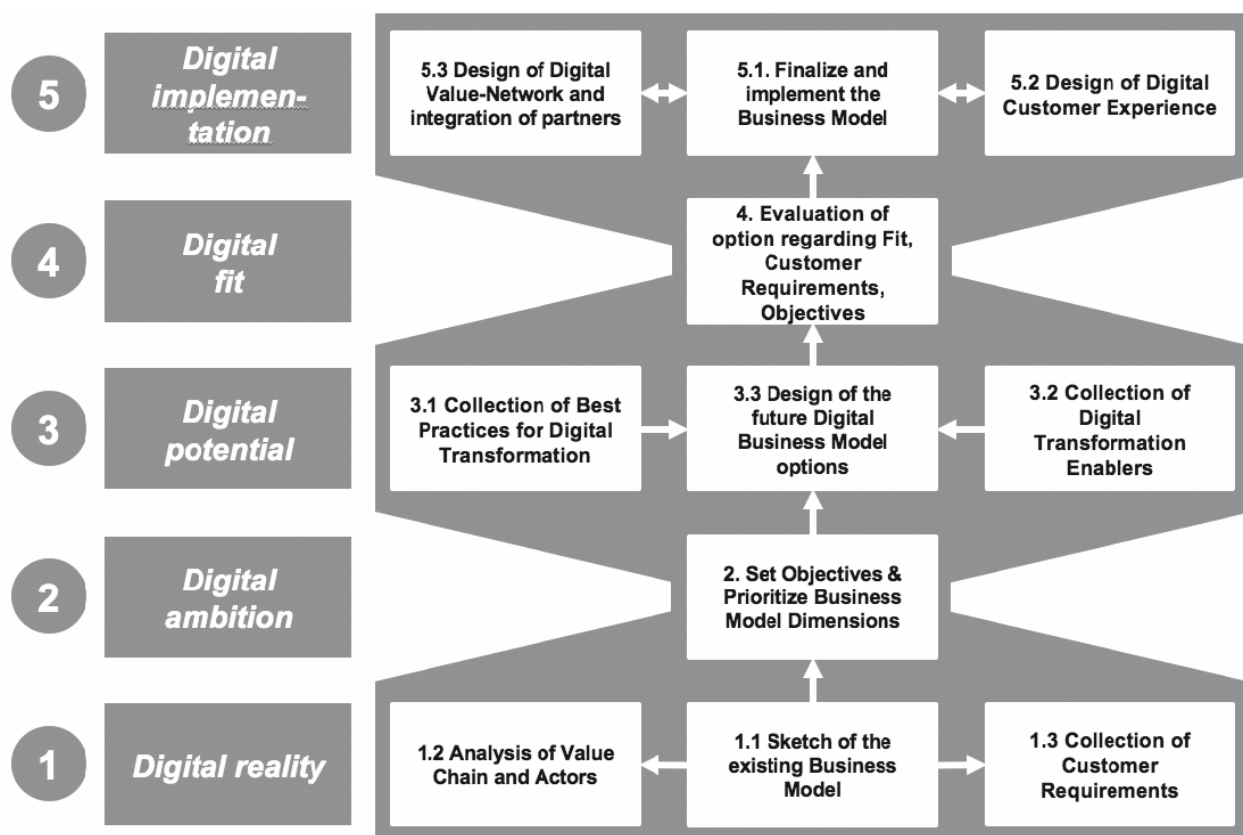 5
Digital
implemen-
tation
5.3 Design of Digital
Value-Network and
integration of partners
5.1. Finalize and
implement the
Business Model
5.2 Design of Digital
Customer Experience
4
Digital
fit
4. Evaluation of
option regarding Fit,
Customer
Requirements,
Objectives
3
Digital
potential
3.1 Collection of Best
Practices for Digital
Transformation
3.3 Design of the
future Digital
Business Model
options
3.2 Collection of
Digital
Transformation
Enablers
2
Digital
ambition
2. Set Objectives &
Prioritize Business
Model Dimensions
1
Digital reality
1.2 Analysis of Value
Chain and Actors
1.1 Sketch of the
existing Business
Model
1.3 Collection of
Customer
Requirements